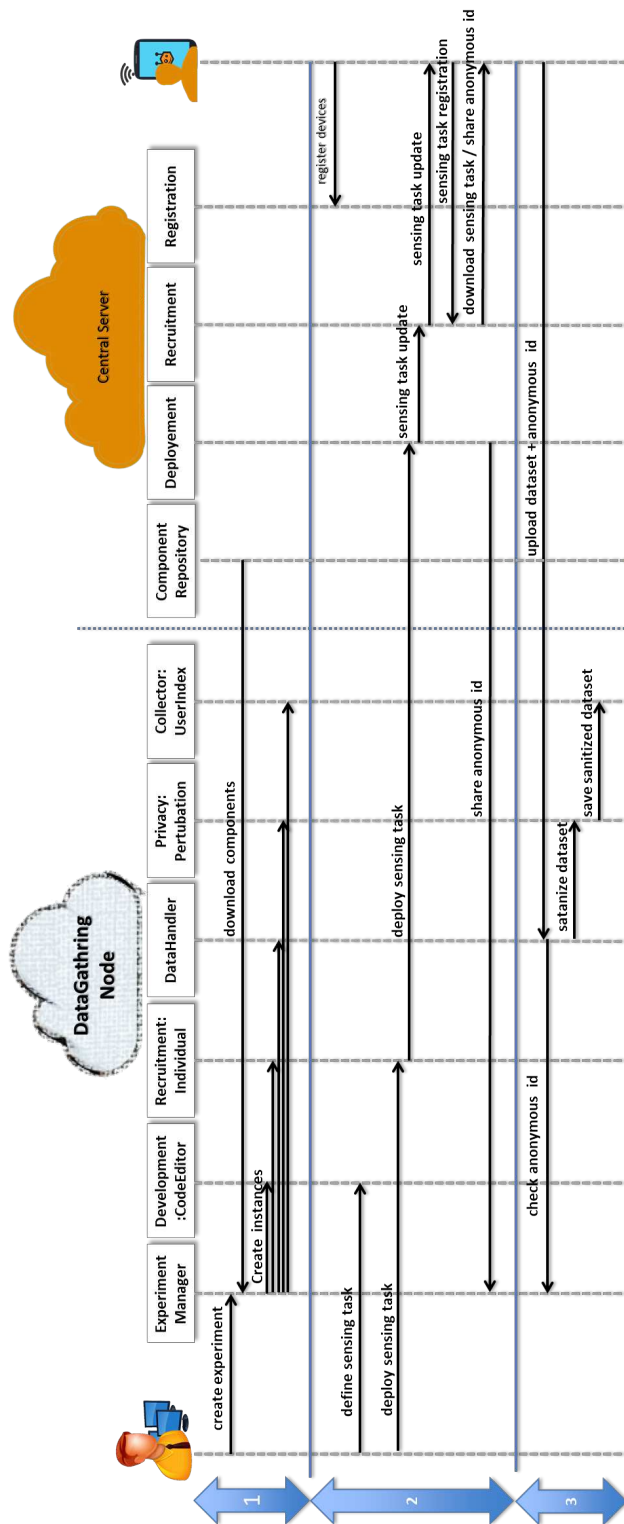 DataGathring
Node
Central Server
Experiment
Manager
Development
:CodeEditor
Recruitment:
Individual
DataHandler
Privacy:
Pertubation
Collector:
UserIndex
Component
Repository
Deployement
Recruitment
Registration
1
create experiment
download components
Create instances
2
register devices
define sensing task
deploy sensing task
deploy sensing task
sensing task update
sensing task update
sensing task registration
download sensing task / share anonymous id
share anonymous id
3
upload dataset + anonymous id
check anonymous id
satanize dataset
save sanitized dataset